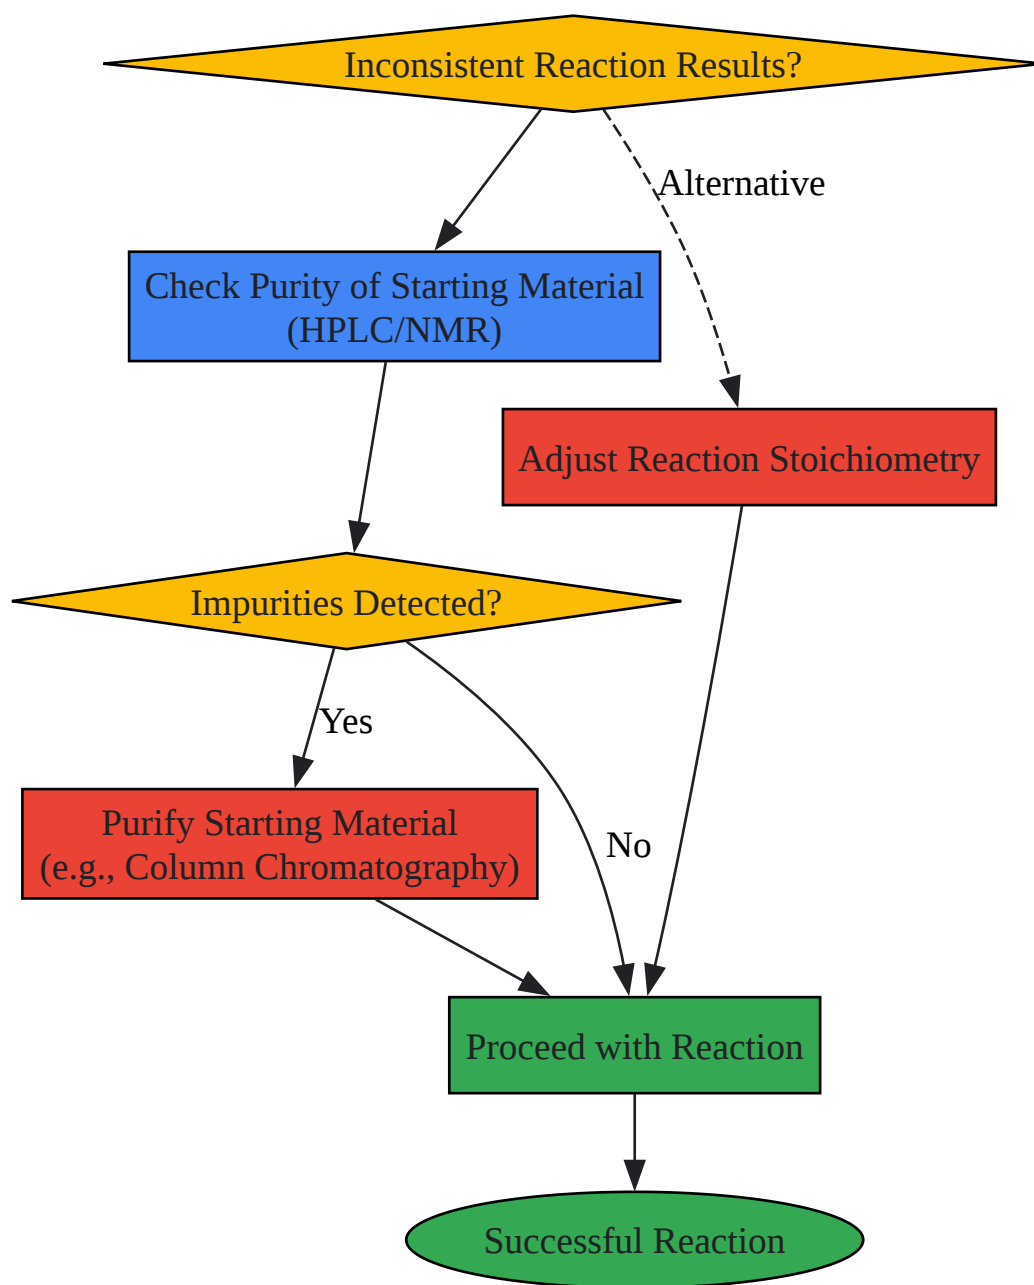 Inconsistent Reaction Results?
Alternative
Check Purity of Starting Material
(HPLC/NMR)
Adjust Reaction Stoichiometry
Impurities Detected?
Yes
Purify Starting Material
(e.g., Column Chromatography)
No
Proceed with Reaction
Successful Reaction